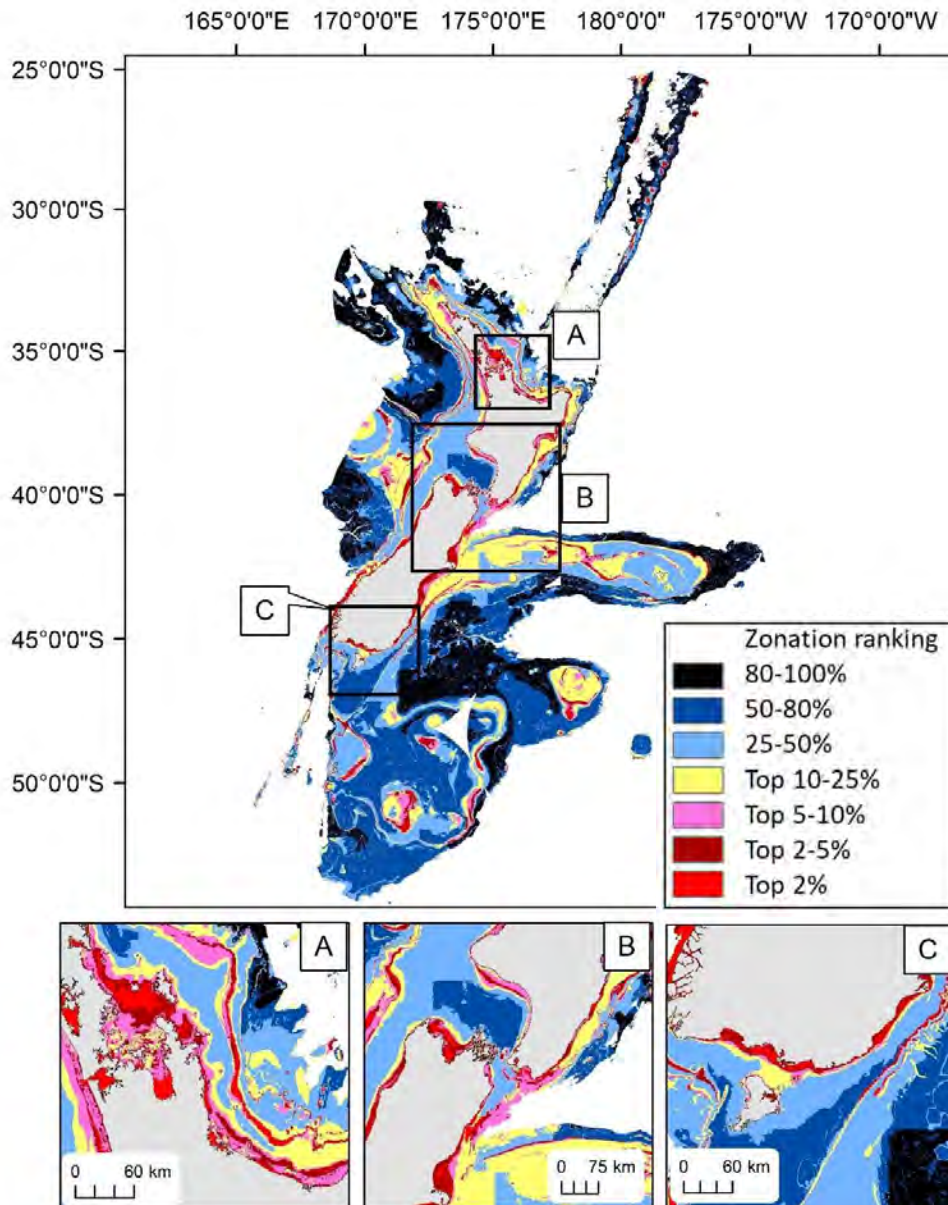 165°0'0"E 170°0'0"E 175°0'0"E 180°0'0"W 175°0'0"W 170°0'0"W
25°0'0"S
30°0'0"S
35°0'0"S
40°0'0"S
45°0'0"S
50°0'0"S
A
B
C
Zonation ranking
80-100%
50-80%
25-50%
Top 10-25%
Top 5-10%
Top 2-5%
Top 2%
A
0 60 km
B
0 75 km
C
0 60 km